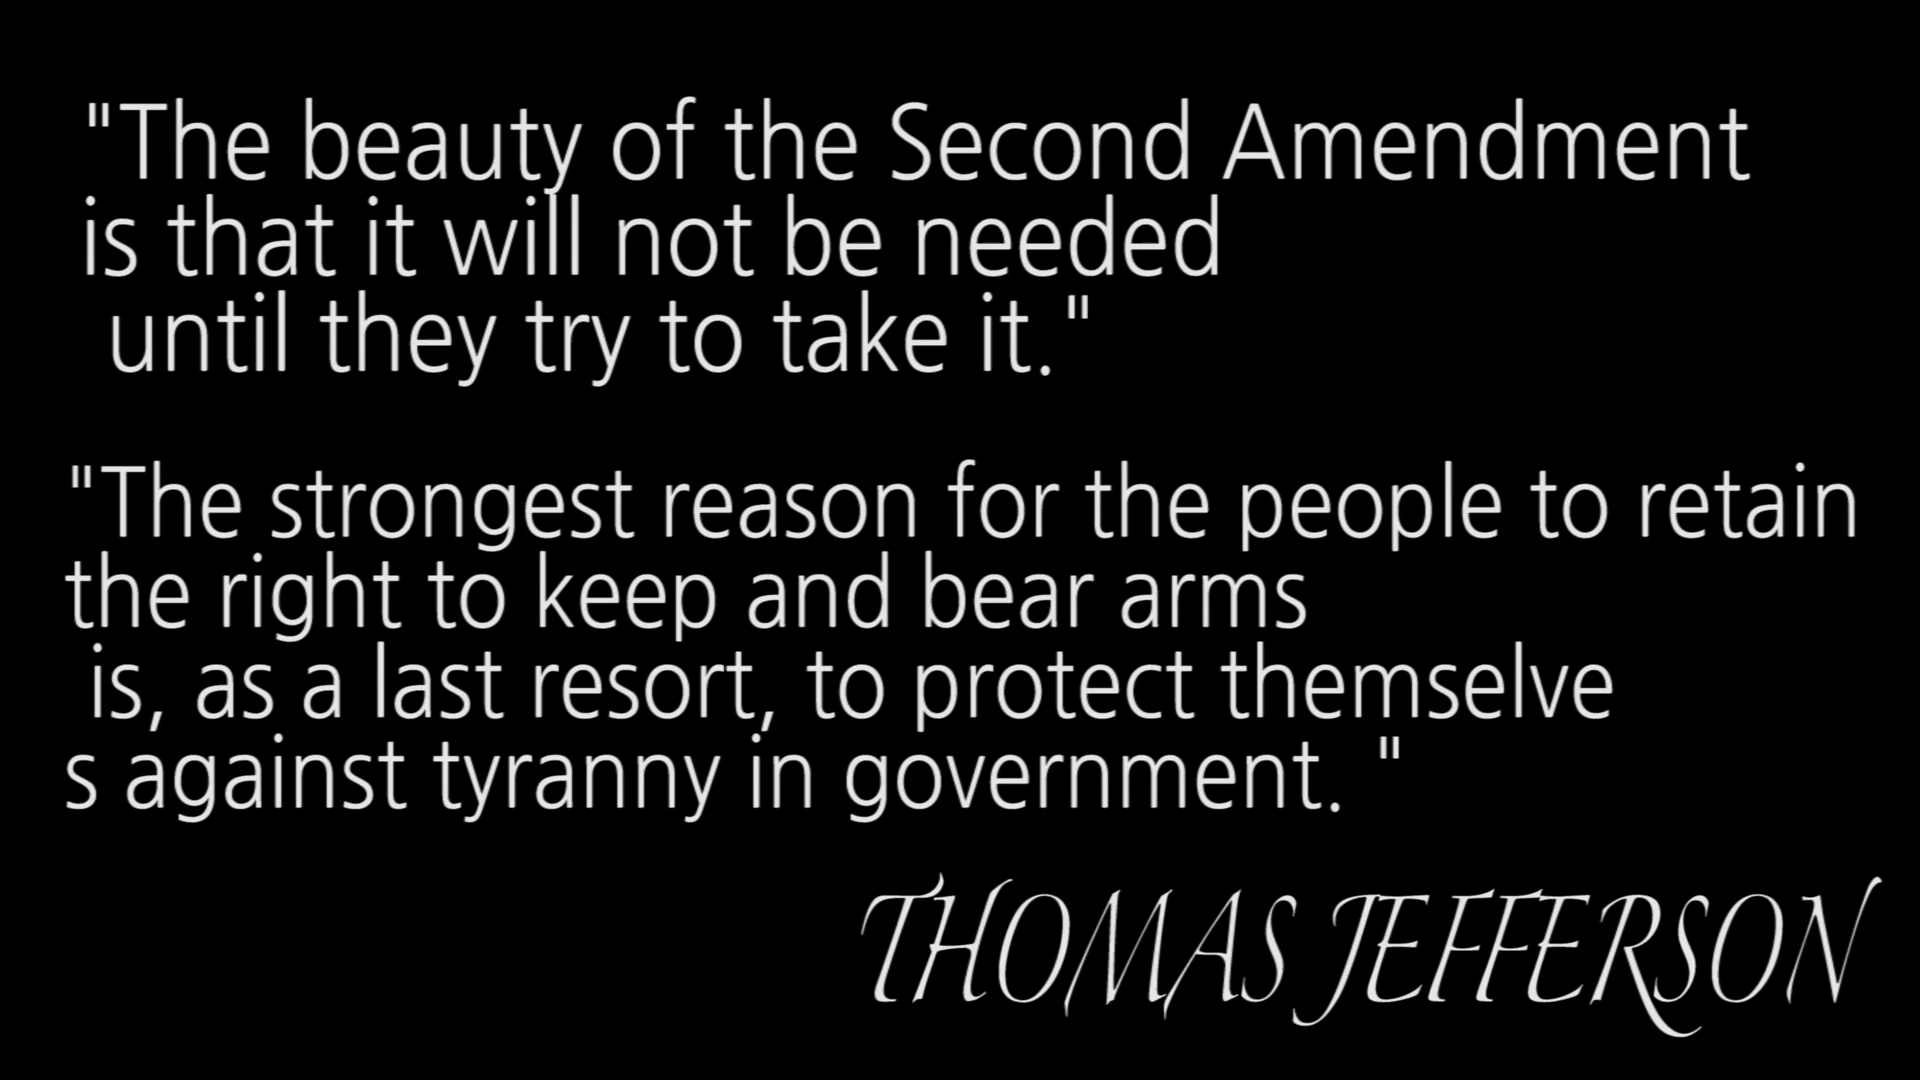 "The beauty of the Second Amendment
is that it will not be needed
until they try to take it."
"The strongest reason for the people to retain
the right to keep and bear arms
is, as a last resort, to protect themselve
s against tyranny in government. "
THOMAS JEFFERSON